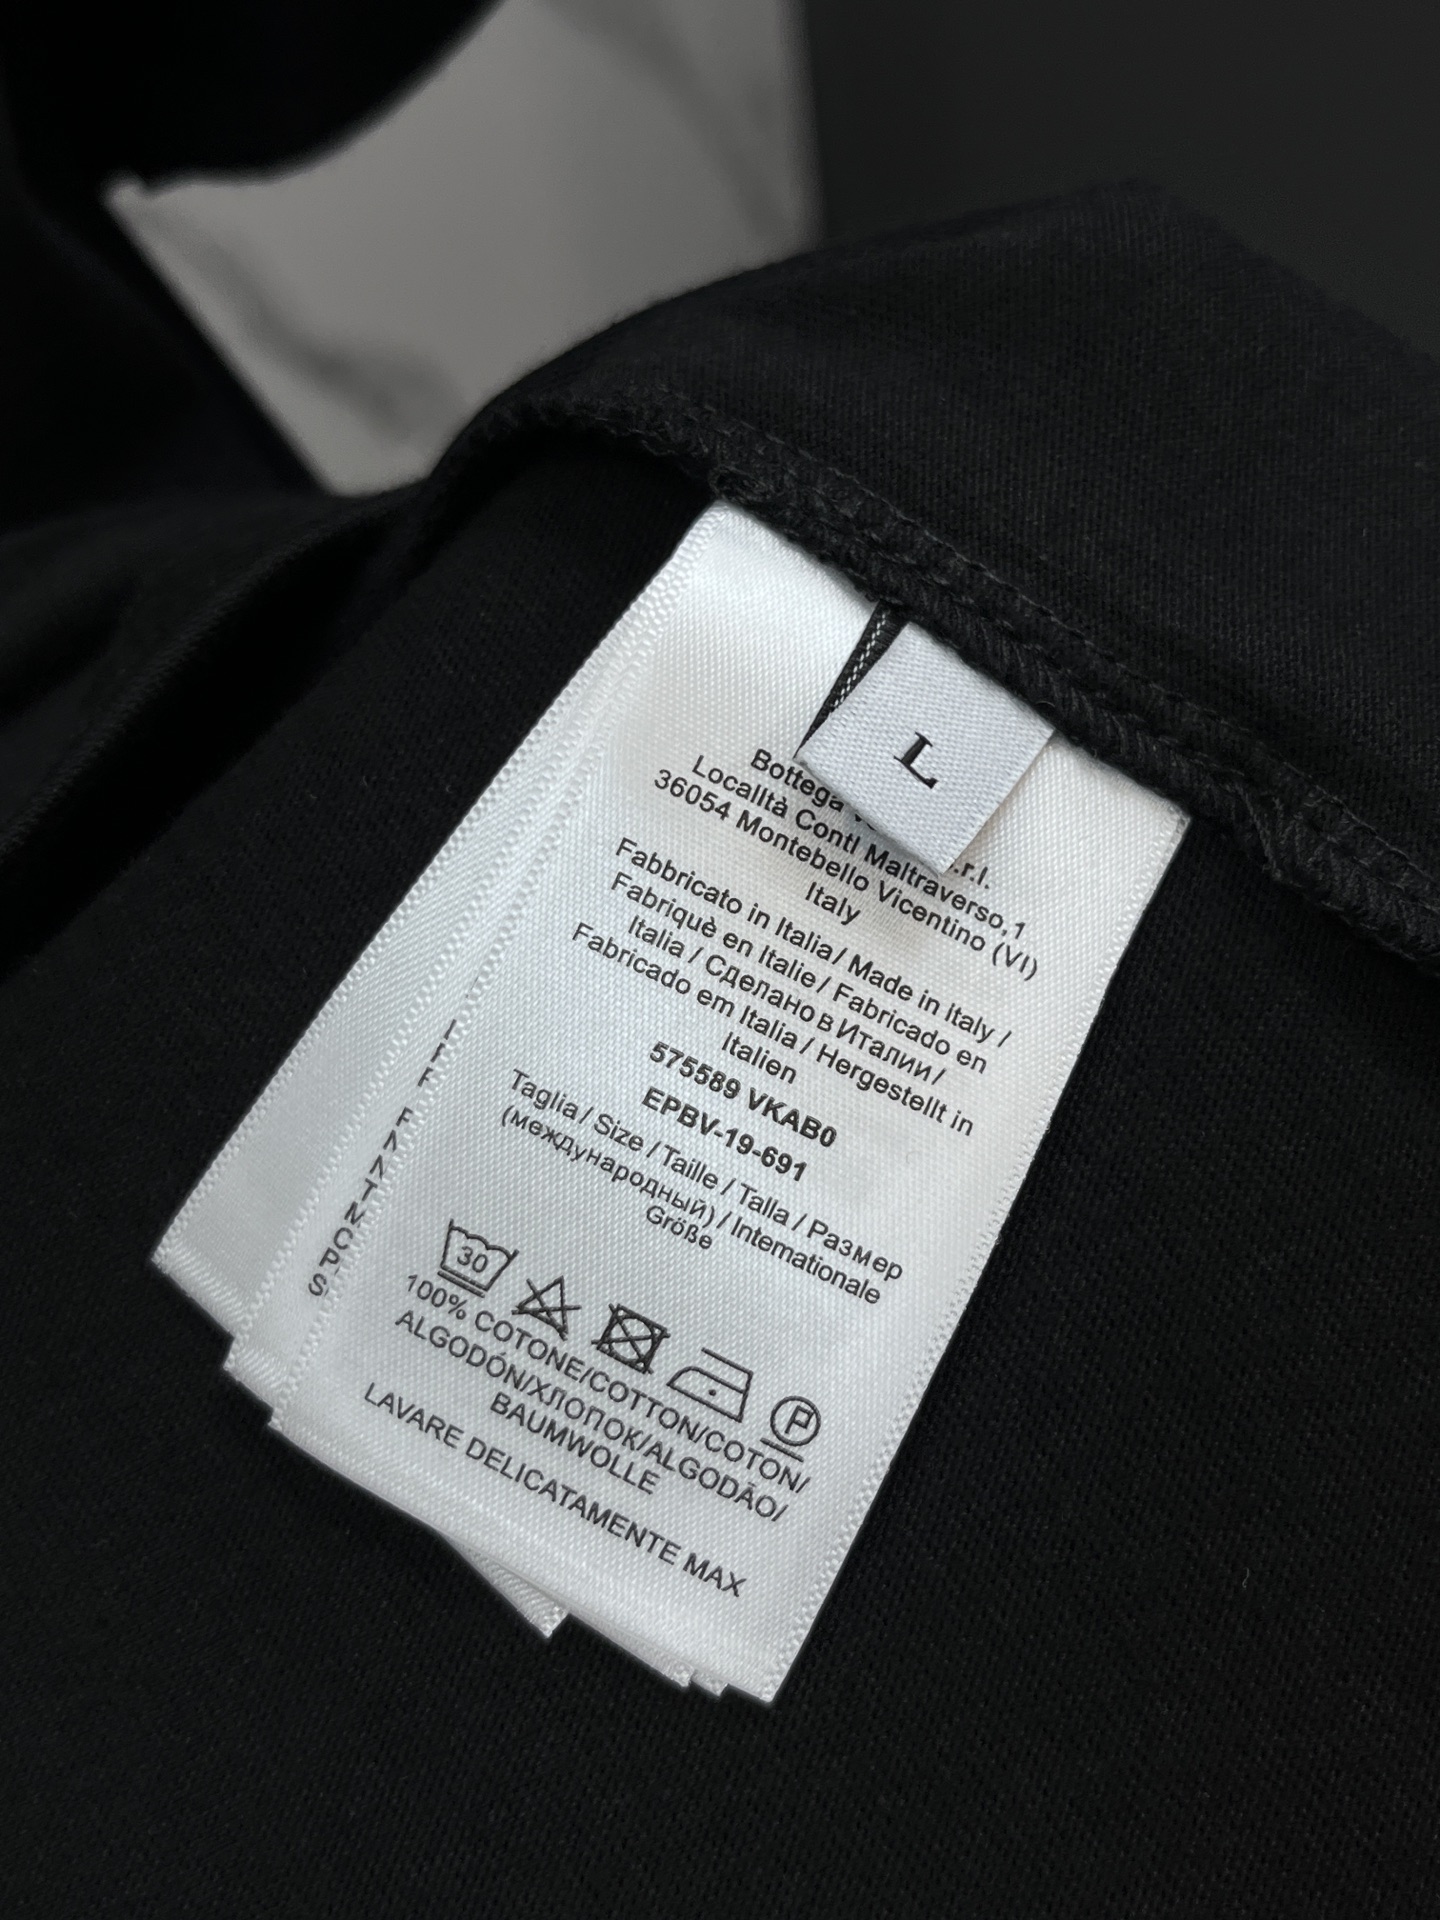 L
Bottega
.r.l.
Località Conti Maltraverso,1
36054 Montebello Vicentino (VI)
Italy
Fabbricato in Italia / Made in Italy /
Fabriquè en Italie / Fabricado en
Italia / Сделано в Италии /
Fabricado em Italia / Hergestellt in
Italien
575589 VKAB0
EPBV-19-691
Taglia / Size / Taille / Talla / Размер
(международный) / Internationale
Größe
30
P
100% COTONE/COTTON/COTON/
ALGODÓN/ХЛОПОК/ALGODÃO/
BAUMWOLLE
LAVARE DELICATAMENTE MAX